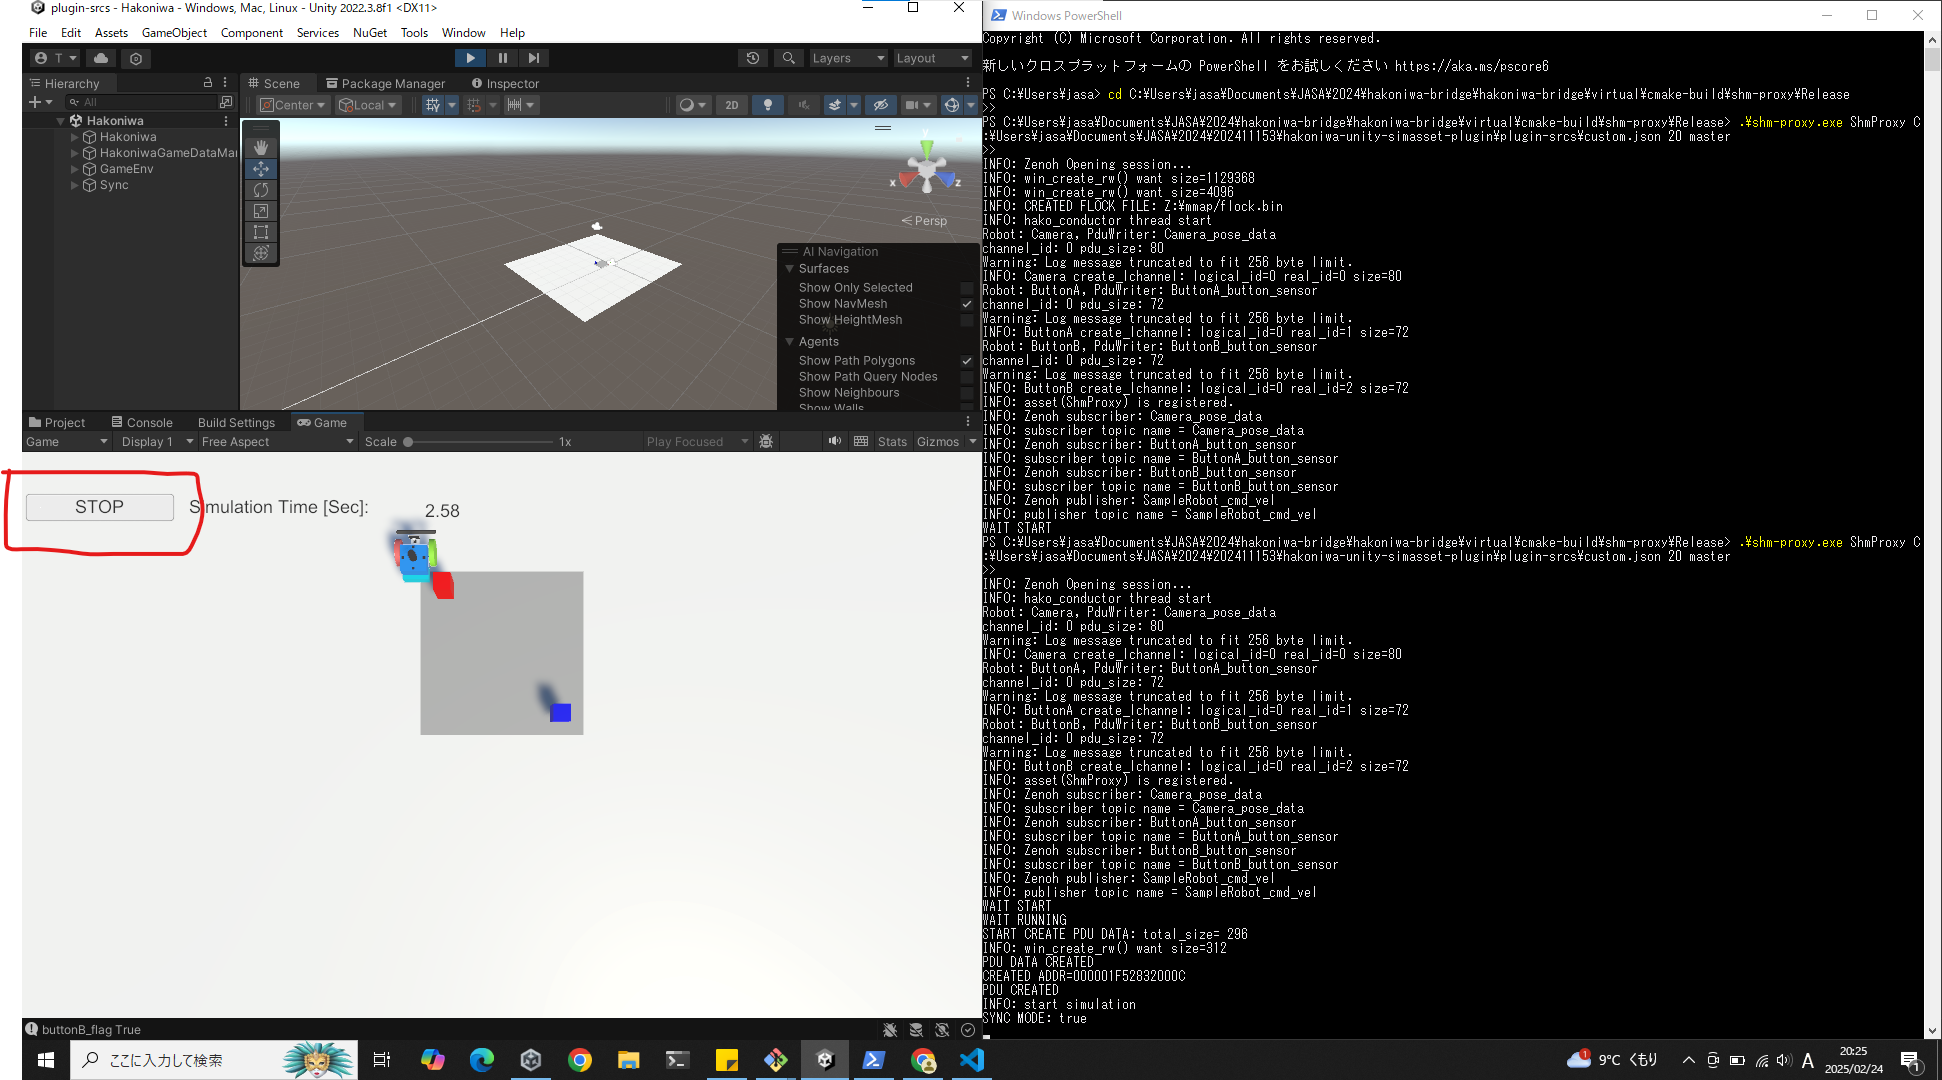 plugin-srcs - Hakoniwa - Windows, Mac, Linux - Unity 2022.3.8f1 <DX11>
File Edit Assets GameObject Component Services NuGet Tools Window Help
T Layers Layout
Hierarchy
All
Hakoniwa
Hakoniwa
HakoniwaGameDataMa
GameEnv
Sync
Scene Package Manager Inspector
Center Local 2D
y
x z
Persp
AI Navigation
Surfaces
Show Only Selected
Show NavMesh
Show HeightMesh
Agents
Show Path Polygons
Show Path Query Nodes
Show Neighbours
Show Walls
Project Console Build Settings Game
Game Display 1 Free Aspect Scale 1x Play Focused Stats Gizmos
STOP Simulation Time [Sec]: 2.58
buttonB_flag True
Windows PowerShell
Copyright (C) Microsoft Corporation. All rights reserved.
新しいクロスプラットフォームの PowerShell をお試しください https://aka.ms/pscore6
PS C:¥Users¥jasa> cd C:¥Users¥jasa¥Documents¥JASA¥2024¥hakoniwa-bridge¥hakoniwa-bridge¥virtual¥cmake-build¥shm-proxy¥Release
>>
PS C:¥Users¥jasa¥Documents¥JASA¥2024¥hakoniwa-bridge¥hakoniwa-bridge¥virtual¥cmake-build¥shm-proxy¥Release> .¥shm-proxy.exe ShmProxy C
:¥Users¥jasa¥Documents¥JASA¥2024¥202411153¥hakoniwa-unity-simasset-plugin¥plugin-srcs¥custom.json 20 master
>>
INFO: Zenoh Opening session...
INFO: win_create_rw() want size=1129368
INFO: win_create_rw() want size=4096
INFO: CREATED FLOCK FILE: Z:¥mmap/flock.bin
INFO: hako_conductor thread start
Robot: Camera, PduWriter: Camera_pose_data
channel_id: 0 pdu_size: 80
Warning: Log message truncated to fit 256 byte limit.
INFO: Camera create_lchannel: logical_id=0 real_id=0 size=80
Robot: ButtonA, PduWriter: ButtonA_button_sensor
channel_id: 0 pdu_size: 72
Warning: Log message truncated to fit 256 byte limit.
INFO: ButtonA create_lchannel: logical_id=0 real_id=1 size=72
Robot: ButtonB, PduWriter: ButtonB_button_sensor
channel_id: 0 pdu_size: 72
Warning: Log message truncated to fit 256 byte limit.
INFO: ButtonB create_lchannel: logical_id=0 real_id=2 size=72
INFO: asset(ShmProxy) is registered.
INFO: Zenoh subscriber: Camera_pose_data
INFO: subscriber topic name = Camera_pose_data
INFO: Zenoh subscriber: ButtonA_button_sensor
INFO: subscriber topic name = ButtonA_button_sensor
INFO: Zenoh subscriber: ButtonB_button_sensor
INFO: subscriber topic name = ButtonB_button_sensor
INFO: Zenoh publisher: SampleRobot_cmd_vel
INFO: publisher topic name = SampleRobot_cmd_vel
WAIT START
PS C:¥Users¥jasa¥Documents¥JASA¥2024¥hakoniwa-bridge¥hakoniwa-bridge¥virtual¥cmake-build¥shm-proxy¥Release> .¥shm-proxy.exe ShmProxy C
:¥Users¥jasa¥Documents¥JASA¥2024¥202411153¥hakoniwa-unity-simasset-plugin¥plugin-srcs¥custom.json 20 master
>>
INFO: Zenoh Opening session...
INFO: hako_conductor thread start
Robot: Camera, PduWriter: Camera_pose_data
channel_id: 0 pdu_size: 80
Warning: Log message truncated to fit 256 byte limit.
INFO: Camera create_lchannel: logical_id=0 real_id=0 size=80
Robot: ButtonA, PduWriter: ButtonA_button_sensor
channel_id: 0 pdu_size: 72
Warning: Log message truncated to fit 256 byte limit.
INFO: ButtonA create_lchannel: logical_id=0 real_id=1 size=72
Robot: ButtonB, PduWriter: ButtonB_button_sensor
channel_id: 0 pdu_size: 72
Warning: Log message truncated to fit 256 byte limit.
INFO: ButtonB create_lchannel: logical_id=0 real_id=2 size=72
INFO: asset(ShmProxy) is registered.
INFO: Zenoh subscriber: Camera_pose_data
INFO: subscriber topic name = Camera_pose_data
INFO: Zenoh subscriber: ButtonA_button_sensor
INFO: subscriber topic name = ButtonA_button_sensor
INFO: Zenoh subscriber: ButtonB_button_sensor
INFO: subscriber topic name = ButtonB_button_sensor
INFO: Zenoh publisher: SampleRobot_cmd_vel
INFO: publisher topic name = SampleRobot_cmd_vel
WAIT START
WAIT RUNNING
START CREATE PDU DATA: total_size= 296
INFO: win_create_rw() want size=312
PDU DATA CREATED
CREATED ADDR=000001F52832000C
PDU CREATED
INFO: start simulation
SYNC MODE: true
ここに入力して検索
1 9°C くもり A 20:25
2025/02/24 1